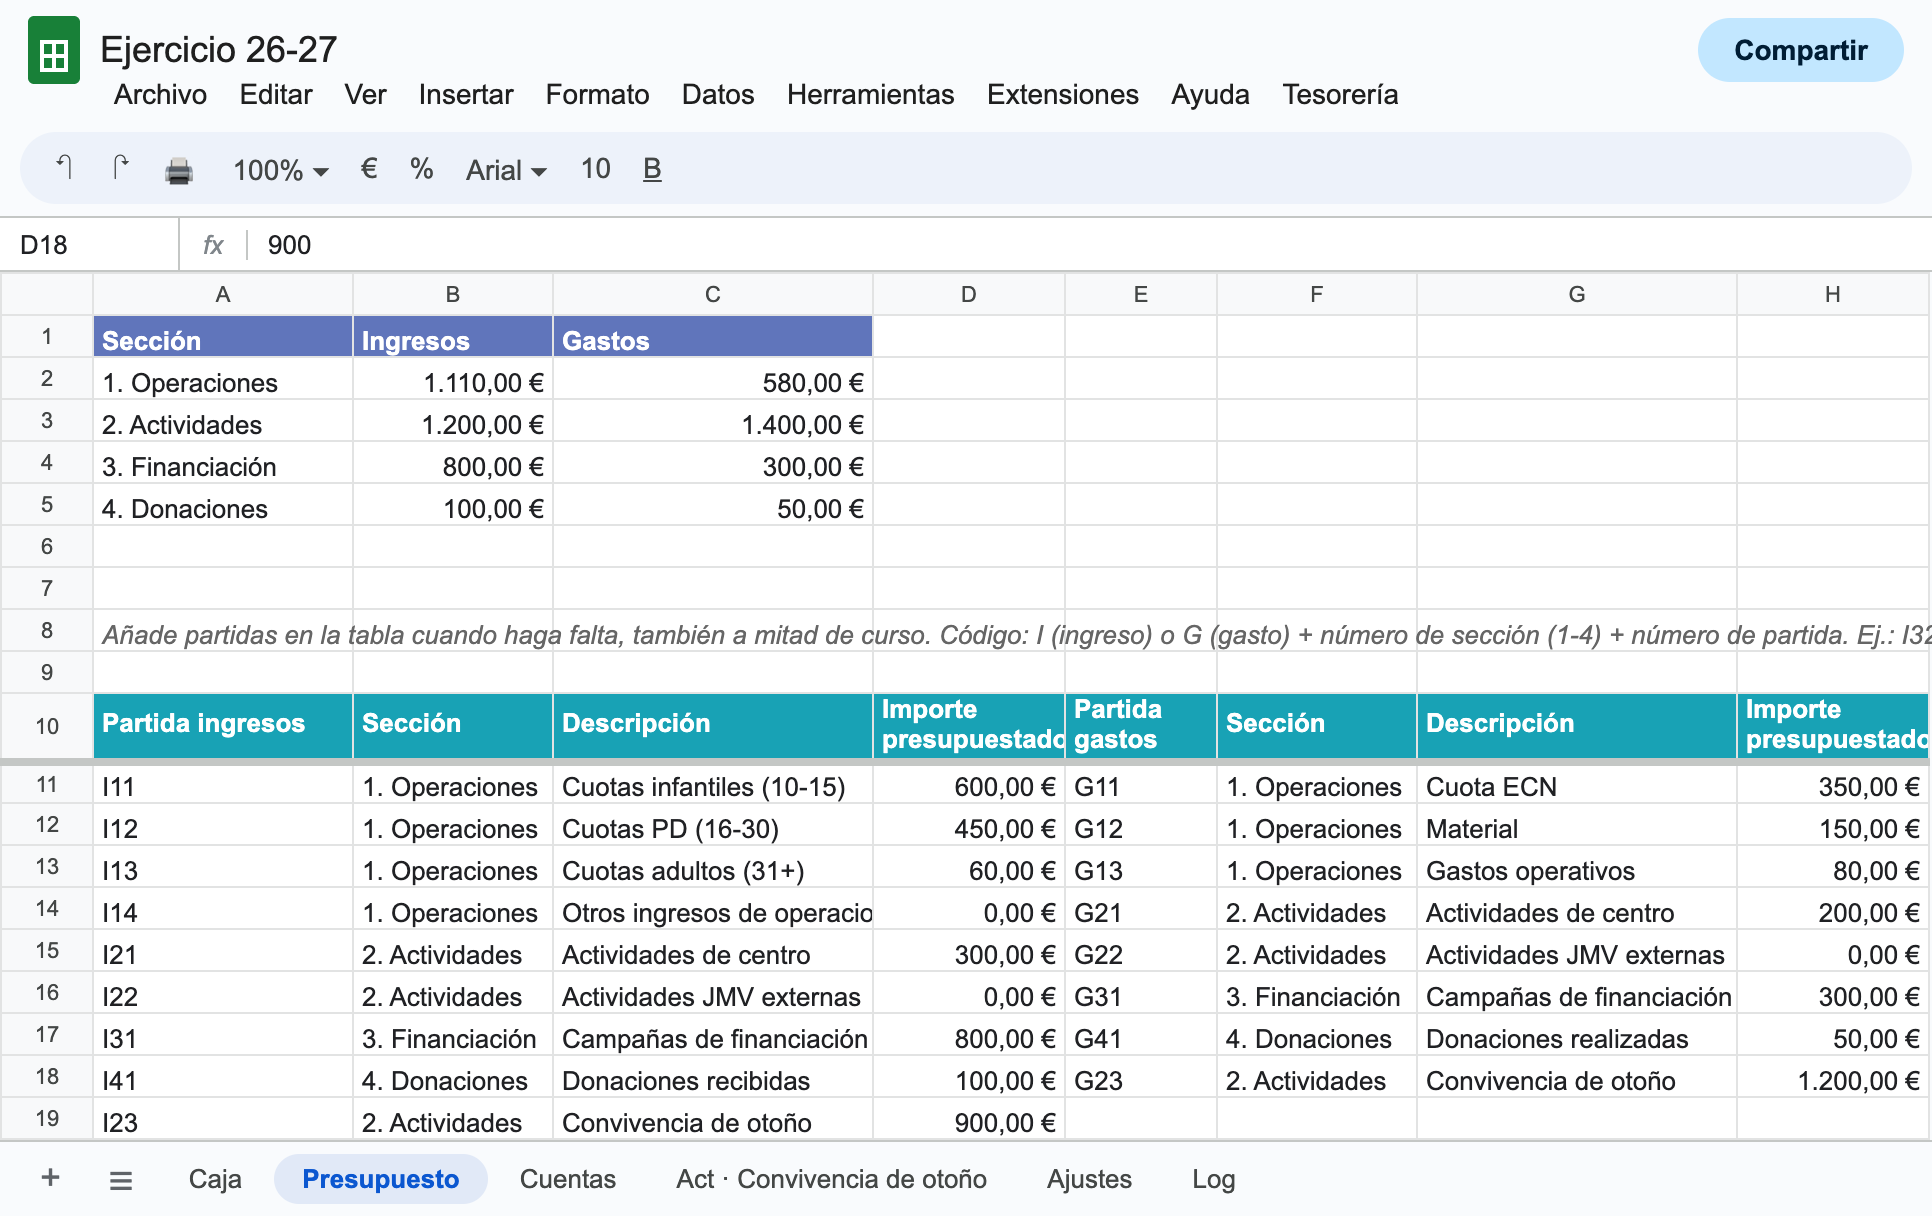 Ejercicio 26-27
Compartir
Archivo Editar Ver Insertar Formato Datos Herramientas Extensiones Ayuda Tesorería
100% € % Arial 10 B
D18 fx 900
A B C D E F G H
1 Sección Ingresos Gastos
2 1. Operaciones 1.110,00 € 580,00 €
3 2. Actividades 1.200,00 € 1.400,00 €
4 3. Financiación 800,00 € 300,00 €
5 4. Donaciones 100,00 € 50,00 €
6
7
8 Añade partidas en la tabla cuando haga falta, también a mitad de curso. Código: I (ingreso) o G (gasto) + número de sección (1-4) + número de partida. Ej.: I32
9
10 Partida ingresos Sección Descripción Importe presupuestado Partida gastos Sección Descripción Importe presupuestado
11 I11 1. Operaciones Cuotas infantiles (10-15) 600,00 € G11 1. Operaciones Cuota ECN 350,00 €
12 I12 1. Operaciones Cuotas PD (16-30) 450,00 € G12 1. Operaciones Material 150,00 €
13 I13 1. Operaciones Cuotas adultos (31+) 60,00 € G13 1. Operaciones Gastos operativos 80,00 €
14 I14 1. Operaciones Otros ingresos de operacio 0,00 € G21 2. Actividades Actividades de centro 200,00 €
15 I21 2. Actividades Actividades de centro 300,00 € G22 2. Actividades Actividades JMV externas 0,00 €
16 I22 2. Actividades Actividades JMV externas 0,00 € G31 3. Financiación Campañas de financiación 300,00 €
17 I31 3. Financiación Campañas de financiación 800,00 € G41 4. Donaciones Donaciones realizadas 50,00 €
18 I41 4. Donaciones Donaciones recibidas 100,00 € G23 2. Actividades Convivencia de otoño 1.200,00 €
19 I23 2. Actividades Convivencia de otoño 900,00 €
+ Caja Presupuesto Cuentas Act · Convivencia de otoño Ajustes Log